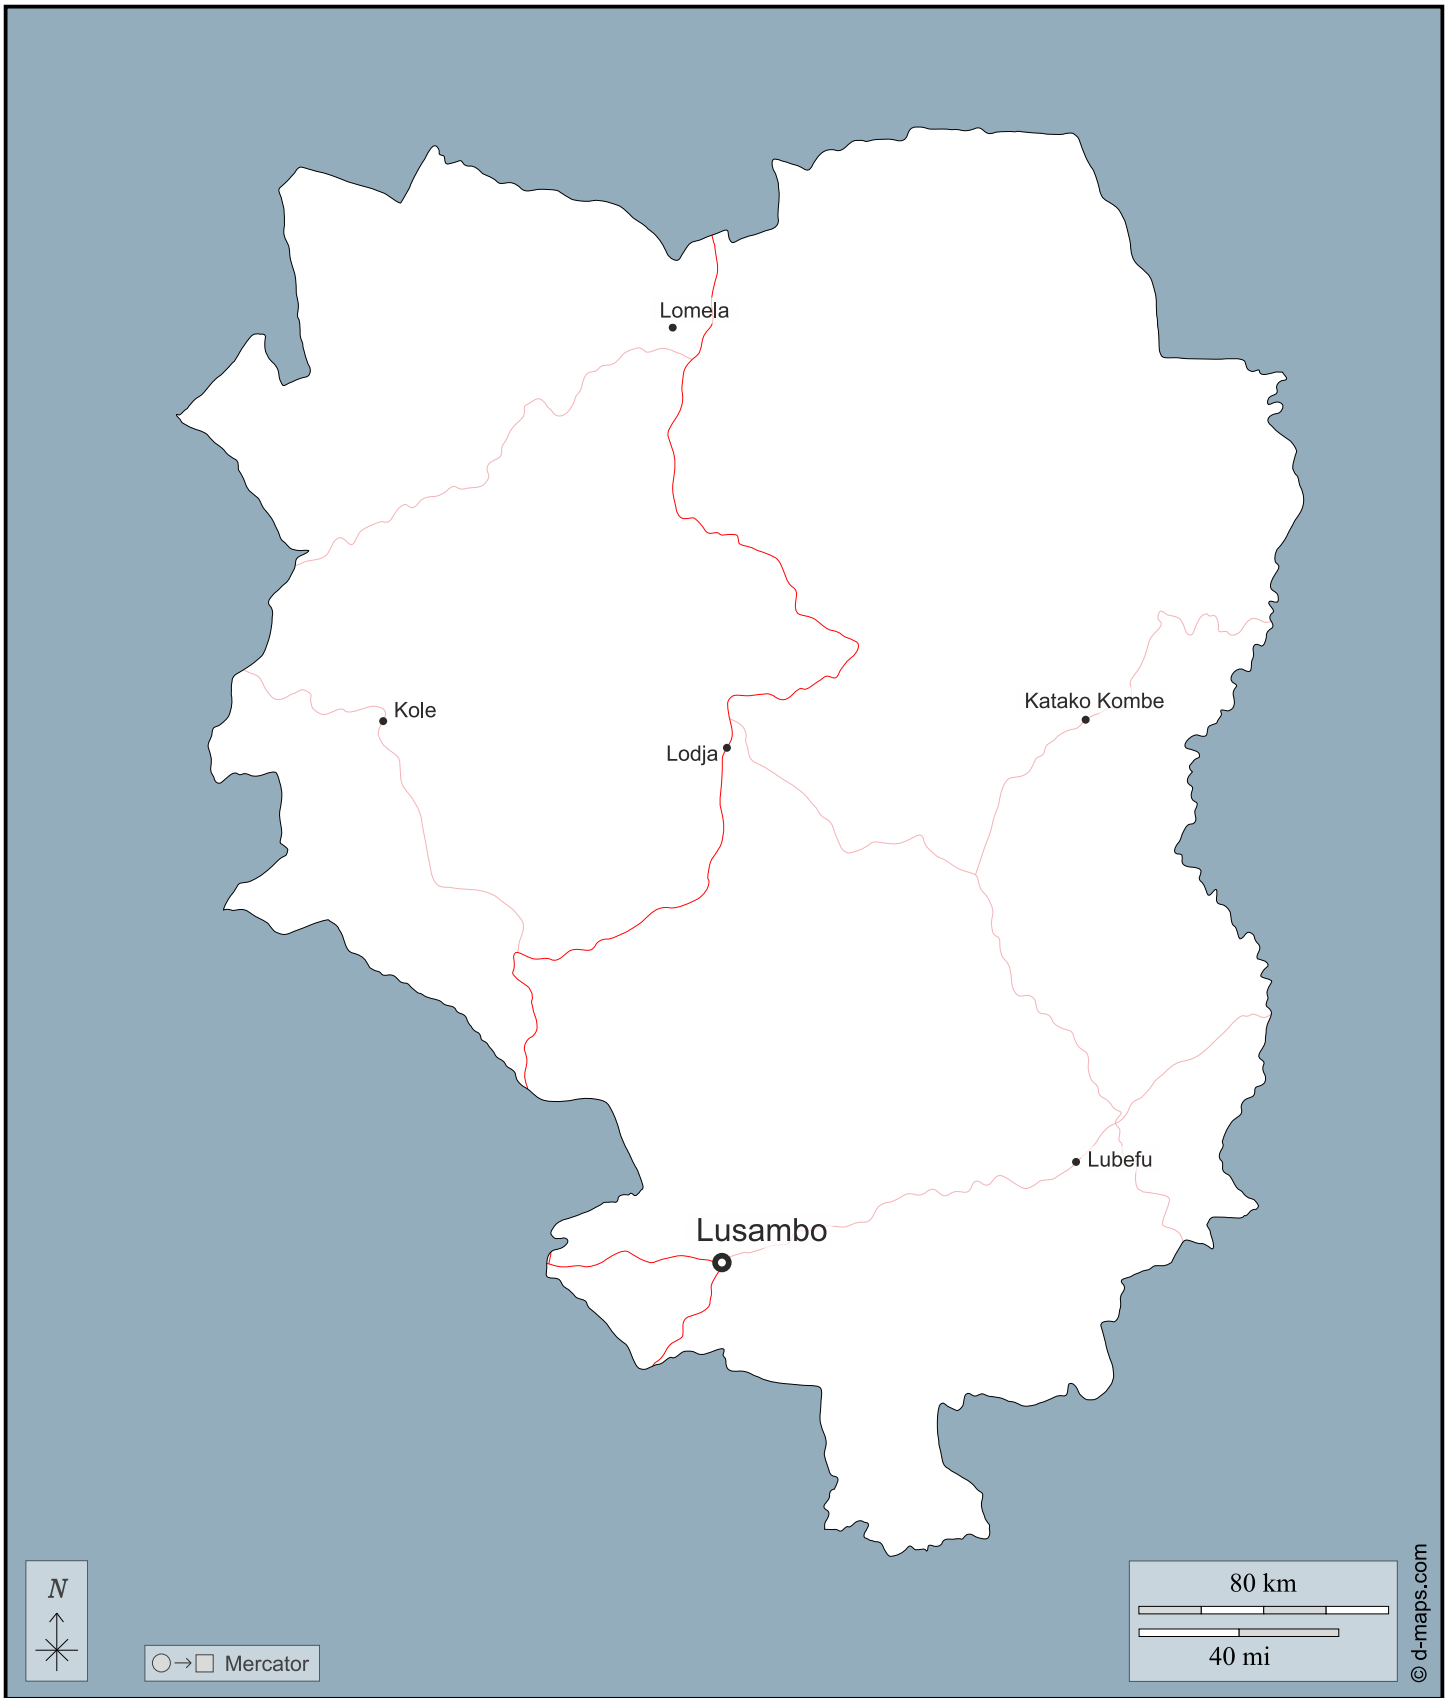 Lomela
Kole
Katako Kombe
Lodja
Lubefu
Lusambo
N
Mercator
80 km
40 mi
© d-maps.com